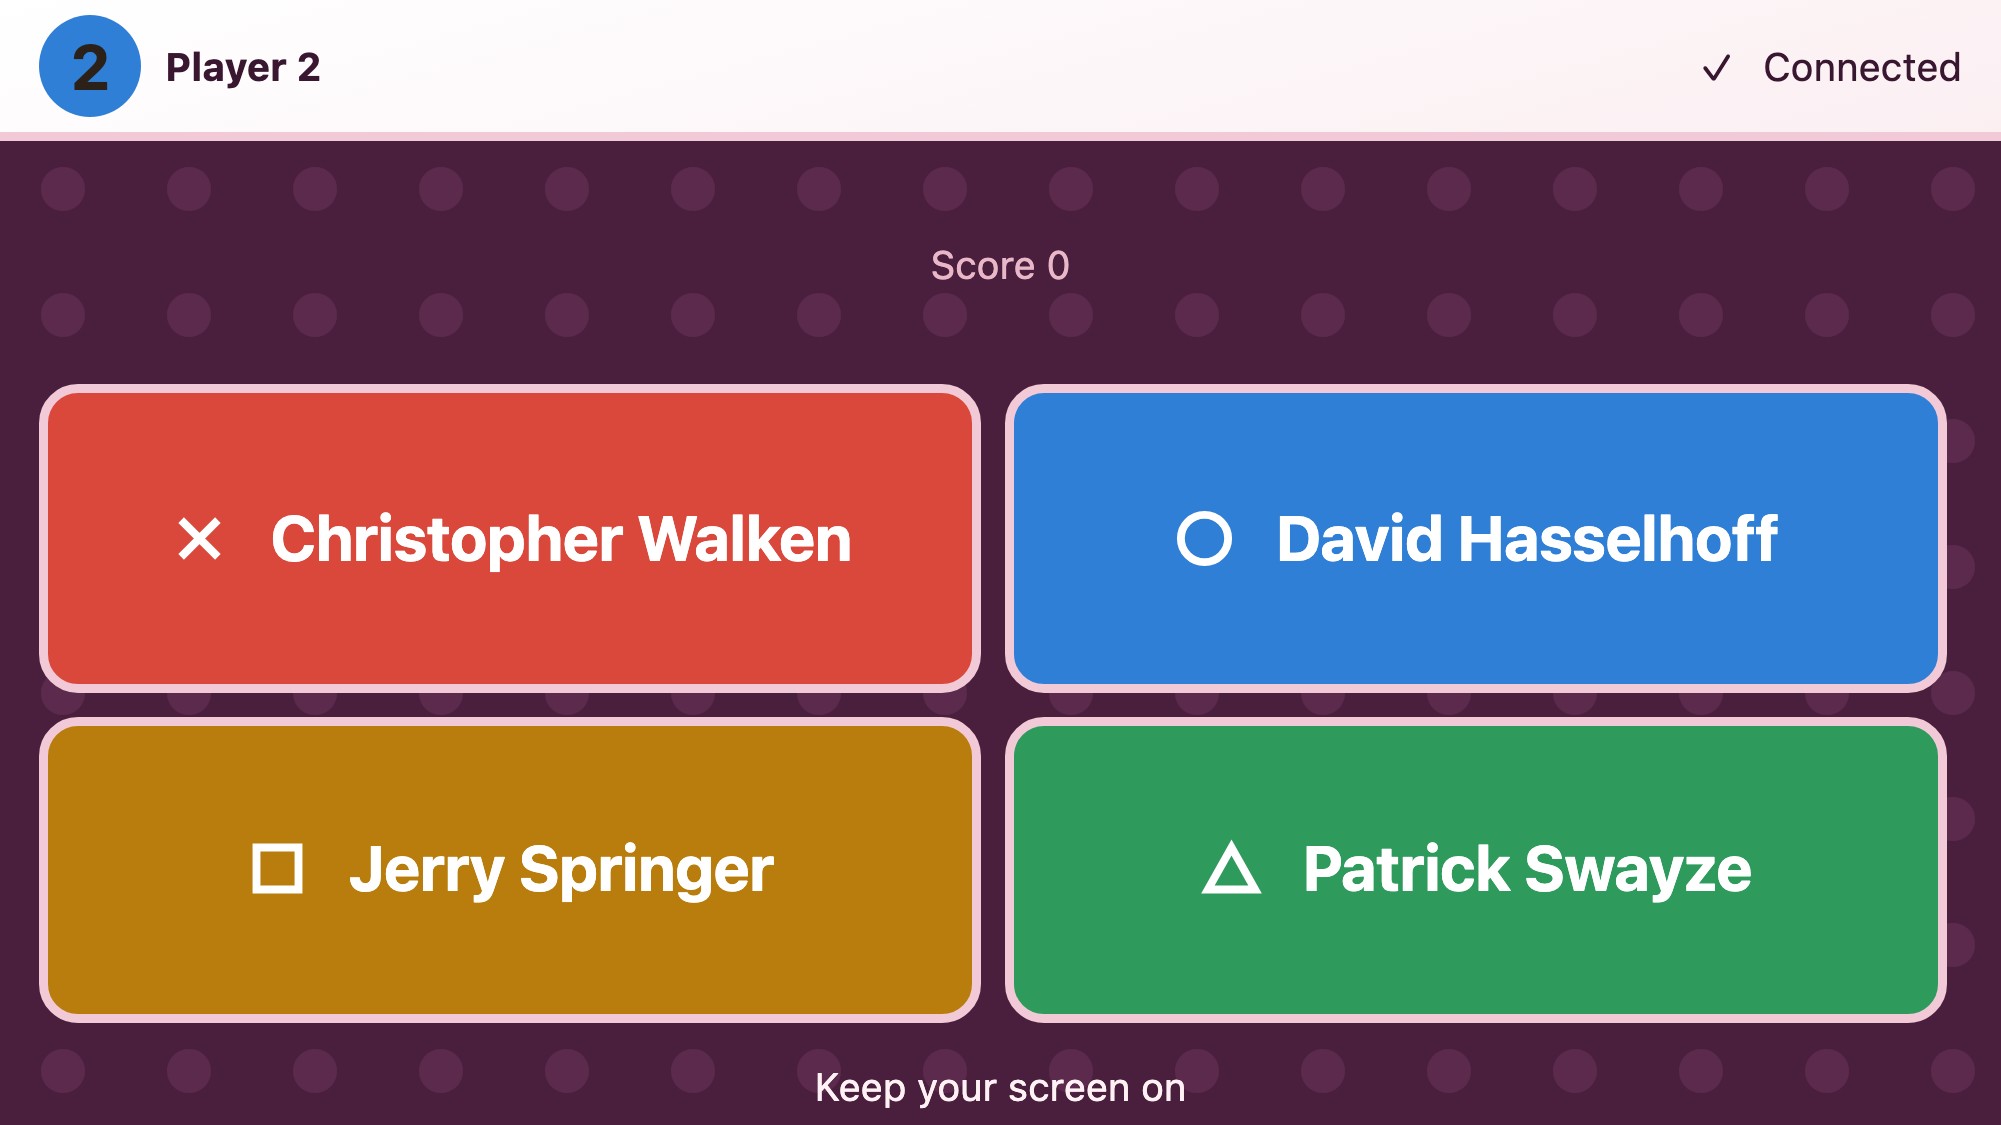 2 Player 2
✓ Connected
Score 0
✕ Christopher Walken
○ David Hasselhoff
□ Jerry Springer
△ Patrick Swayze
Keep your screen on